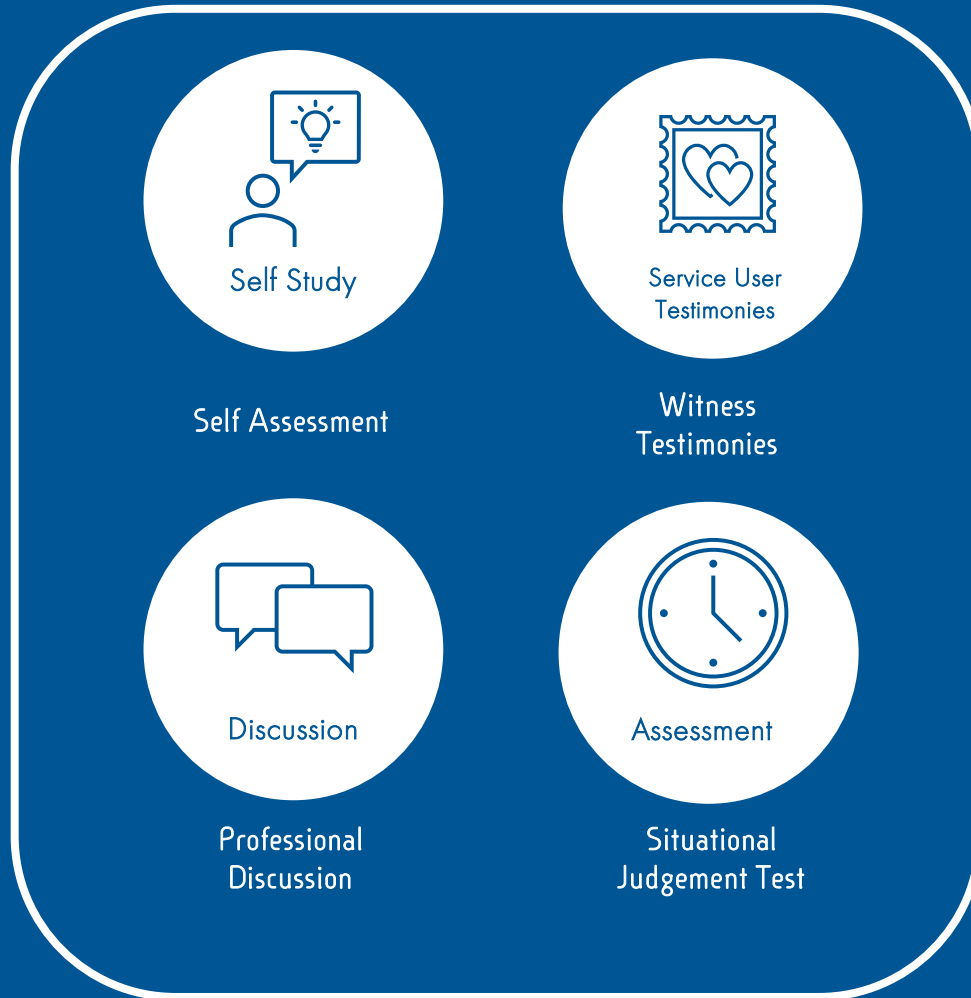 Self Study
Self Assessment
Service User
Testimonies
Witness
Testimonies
Discussion
Professional
Discussion
Assessment
Situational
Judgement Test